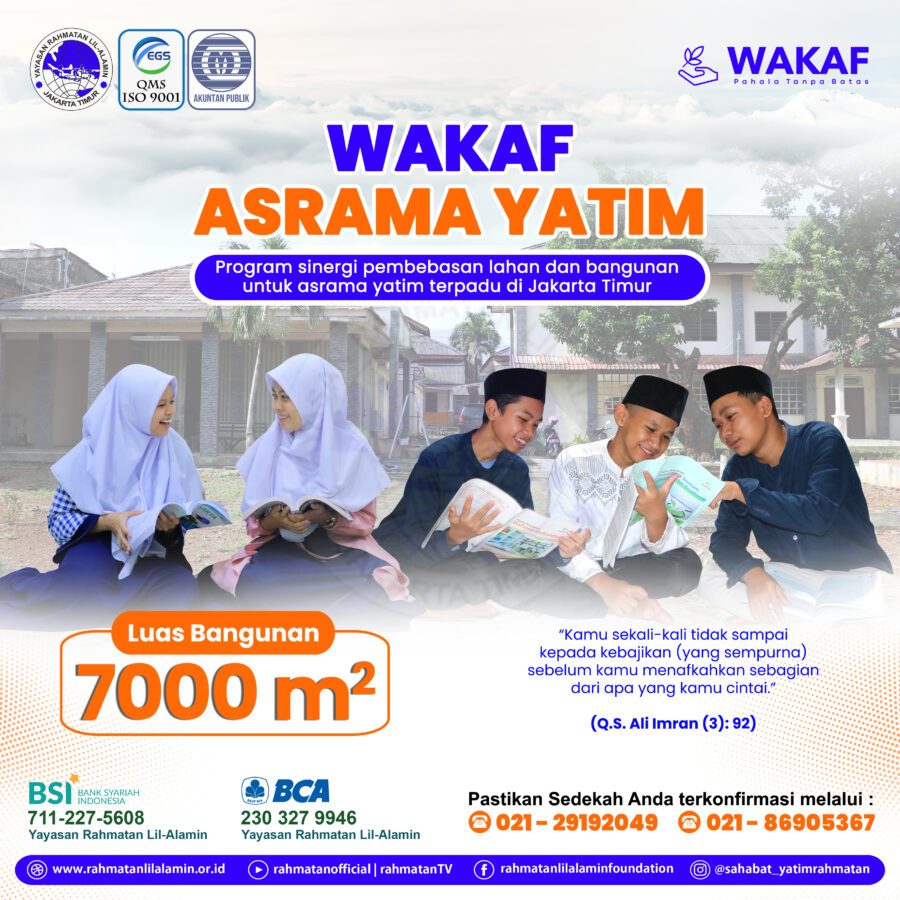 YAYASAN RAHMATAN LIL-ALAMIN
JAKARTA TIMUR
EGS
QMS
ISO 9001
AKUNTAN PUBLIK
WAKAF
Pahala Tanpa Batas
WAKAF
ASRAMA YATIM
Program sinergi pembebasan lahan dan bangunan
untuk asrama yatim terpadu di Jakarta Timur
Luas Bangunan
7000 m²
"Kamu sekali-kali tidak sampai
kepada kebajikan (yang sempurna)
sebelum kamu menafkahkan sebagian
dari apa yang kamu cintai."
(Q.S. Ali Imran (3): 92)
BSI BANK SYARIAH
INDONESIA
711-227-5608
Yayasan Rahmatan Lil-Alamin
BCA
230 327 9946
Yayasan Rahmatan Lil-Alamin
Pastikan Sedekah Anda terkonfirmasi melalui :
021 - 29192049 021 - 86905367
www.rahmatanlilalamin.or.id rahmatanofficial | rahmatanTV rahmatanlilalaminfoundation @sahabat_yatimrahmatan